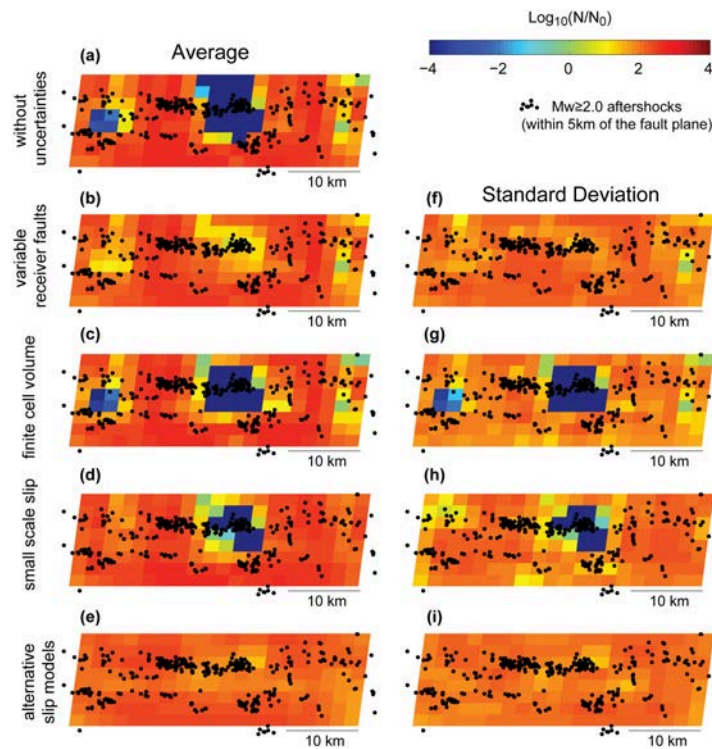 Log10(N/N0)
−4 −2 0 2 4
Mw≥2.0 aftershocks
(within 5km of the fault plane)
Average
(a)
without
uncertainties
10 km
Standard Deviation
(b)
(f)
variable
receiver faults
10 km
10 km
(c)
(g)
finite cell volume
10 km
10 km
(d)
(h)
small scale slip
10 km
10 km
(e)
(i)
alternative
slip models
10 km
10 km